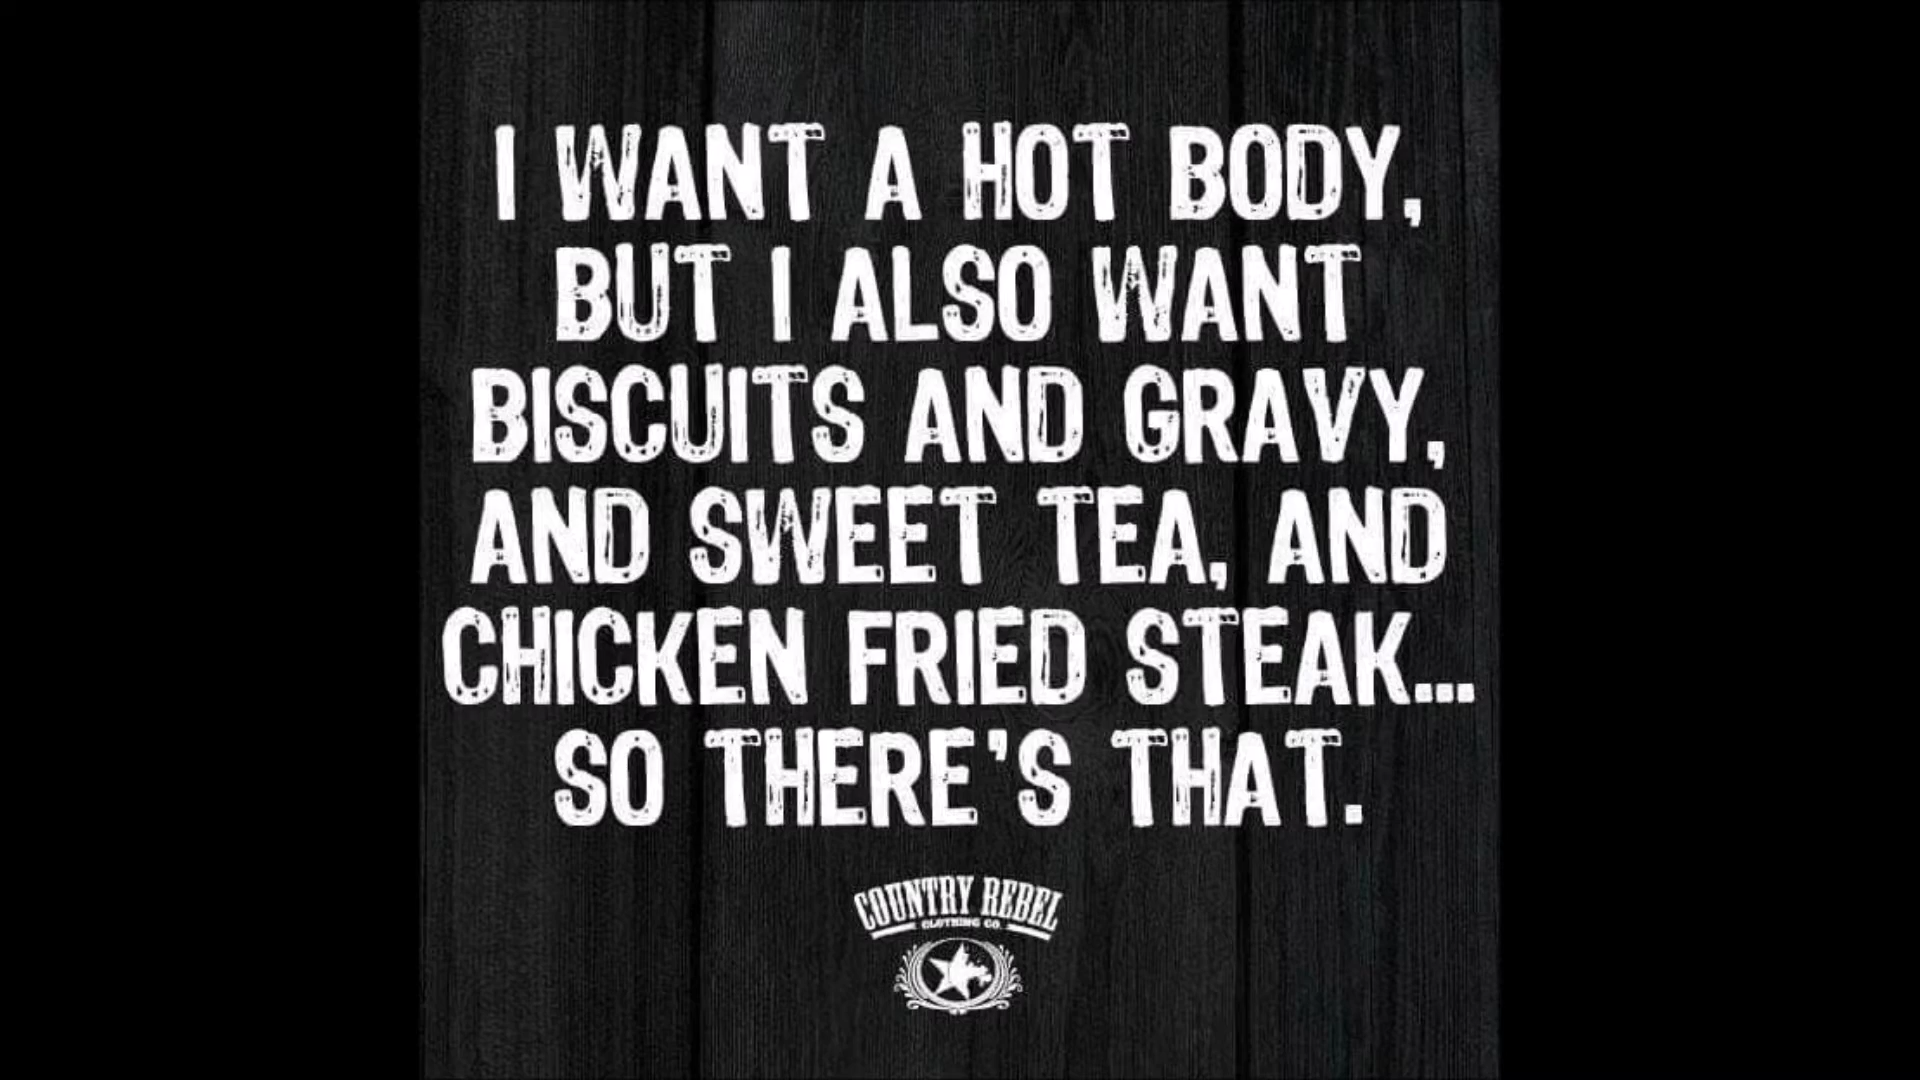 I WANT A HOT BODY,
BUT I ALSO WANT
BISCUITS AND GRAVY,
AND SWEET TEA, AND
CHICKEN FRIED STEAK...
SO THERE'S THAT.
COUNTRY REBEL
CLOTHING CO.